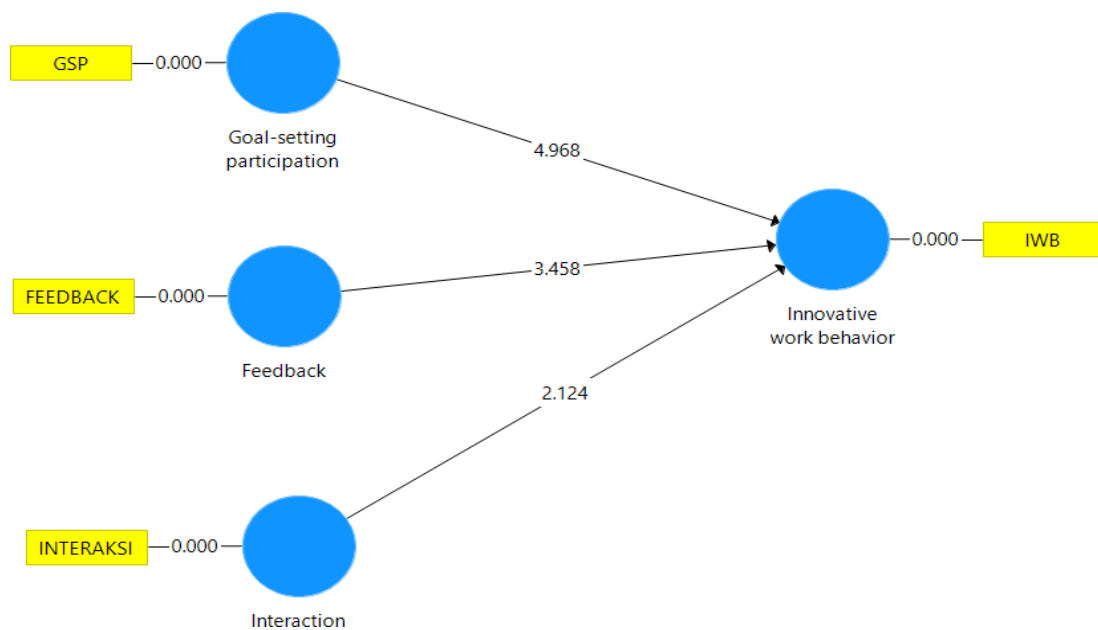 GSP
0.000
Goal-setting
participation
4.968
FEEDBACK
0.000
Feedback
3.458
0.000
IWB
Innovative
work behavior
2.124
INTERAKSI
0.000
Interaction